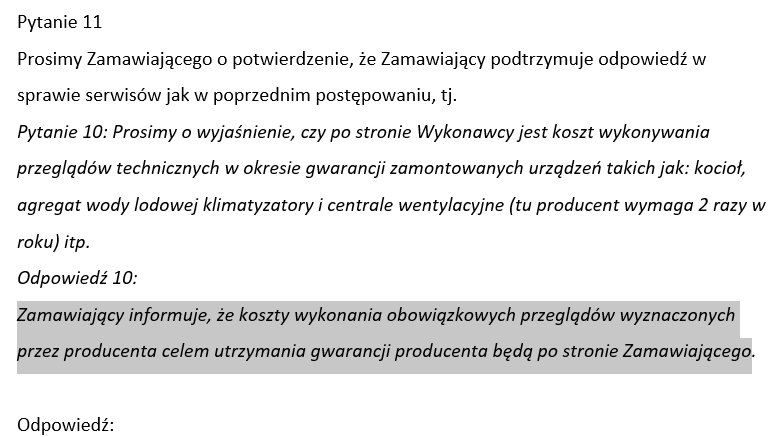 Pytanie 11
Prosimy Zamawiającego o potwierdzenie, że Zamawiający podtrzymuje odpowiedź w
sprawie serwisów jak w poprzednim postępowaniu, tj.
Pytanie 10: Prosimy o wyjaśnienie, czy po stronie Wykonawcy jest koszt wykonywania
przeglądów technicznych w okresie gwarancji zamontowanych urządzeń takich jak: kocioł,
agregat wody lodowej klimatyzatory i centrale wentylacyjne (tu producent wymaga 2 razy w
roku) itp.
Odpowiedź 10:
Zamawiający informuje, że koszty wykonania obowiązkowych przeglądów wyznaczonych
przez producenta celem utrzymania gwarancji producenta będą po stronie Zamawiającego.
Odpowiedź: